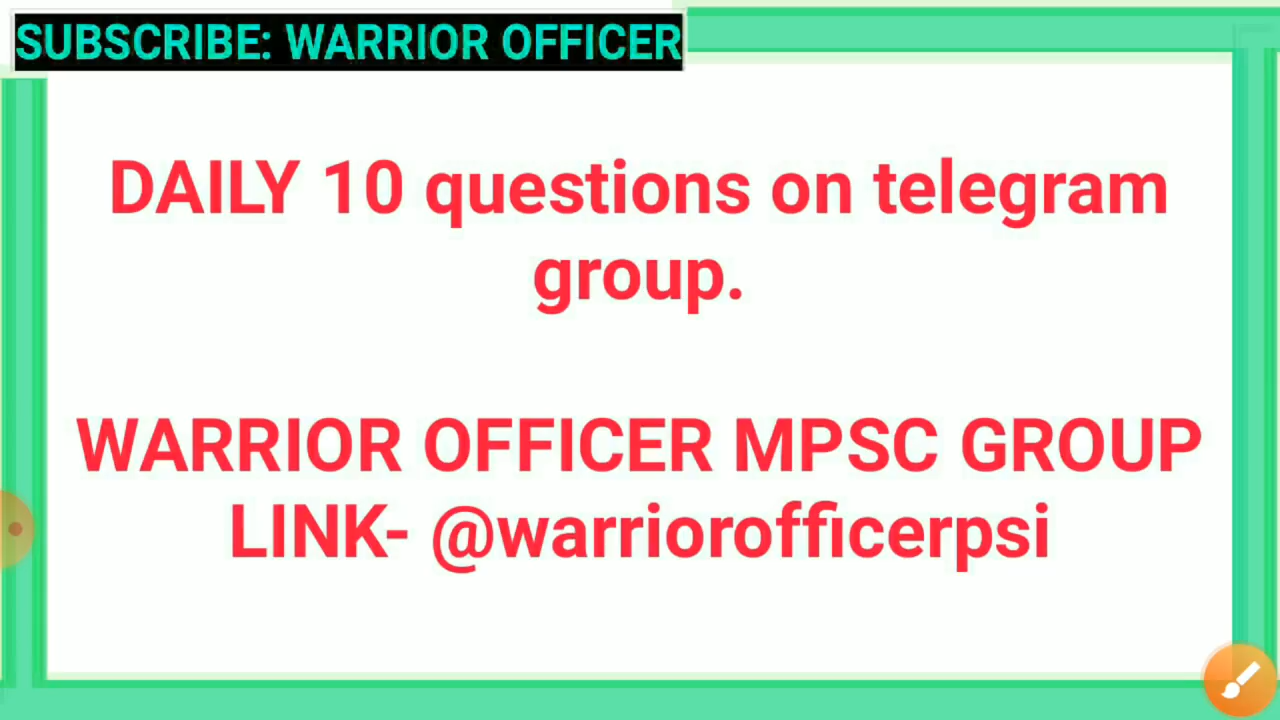 SUBSCRIBE: WARRIOR OFFICER
DAILY 10 questions on telegram
group.
WARRIOR OFFICER MPSC GROUP
LINK- @warriorofficerpsi